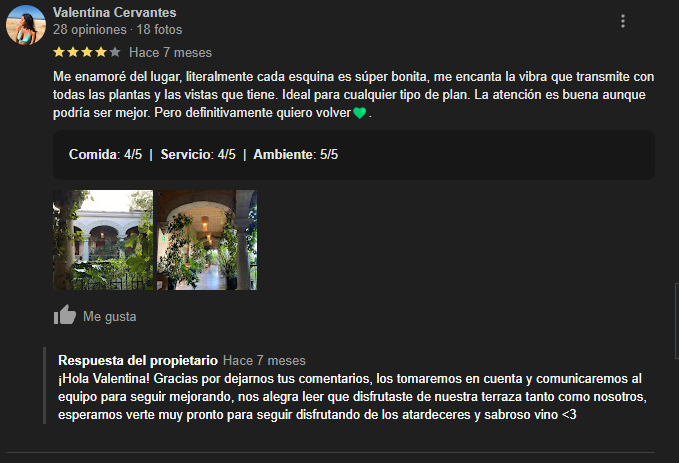 Valentina Cervantes
28 opiniones · 18 fotos
Hace 7 meses
Me enamoré del lugar, literalmente cada esquina es súper bonita, me encanta la vibra que transmite con
todas las plantas y las vistas que tiene. Ideal para cualquier tipo de plan. La atención es buena aunque
podría ser mejor. Pero definitivamente quiero volver💚.
Comida: 4/5 | Servicio: 4/5 | Ambiente: 5/5
Me gusta
Respuesta del propietario Hace 7 meses
¡Hola Valentina! Gracias por dejarnos tus comentarios, los tomaremos en cuenta y comunicaremos al
equipo para seguir mejorando, nos alegra leer que disfrutaste de nuestra terraza tanto como nosotros,
esperamos verte muy pronto para seguir disfrutando de los atardeceres y sabroso vino <3